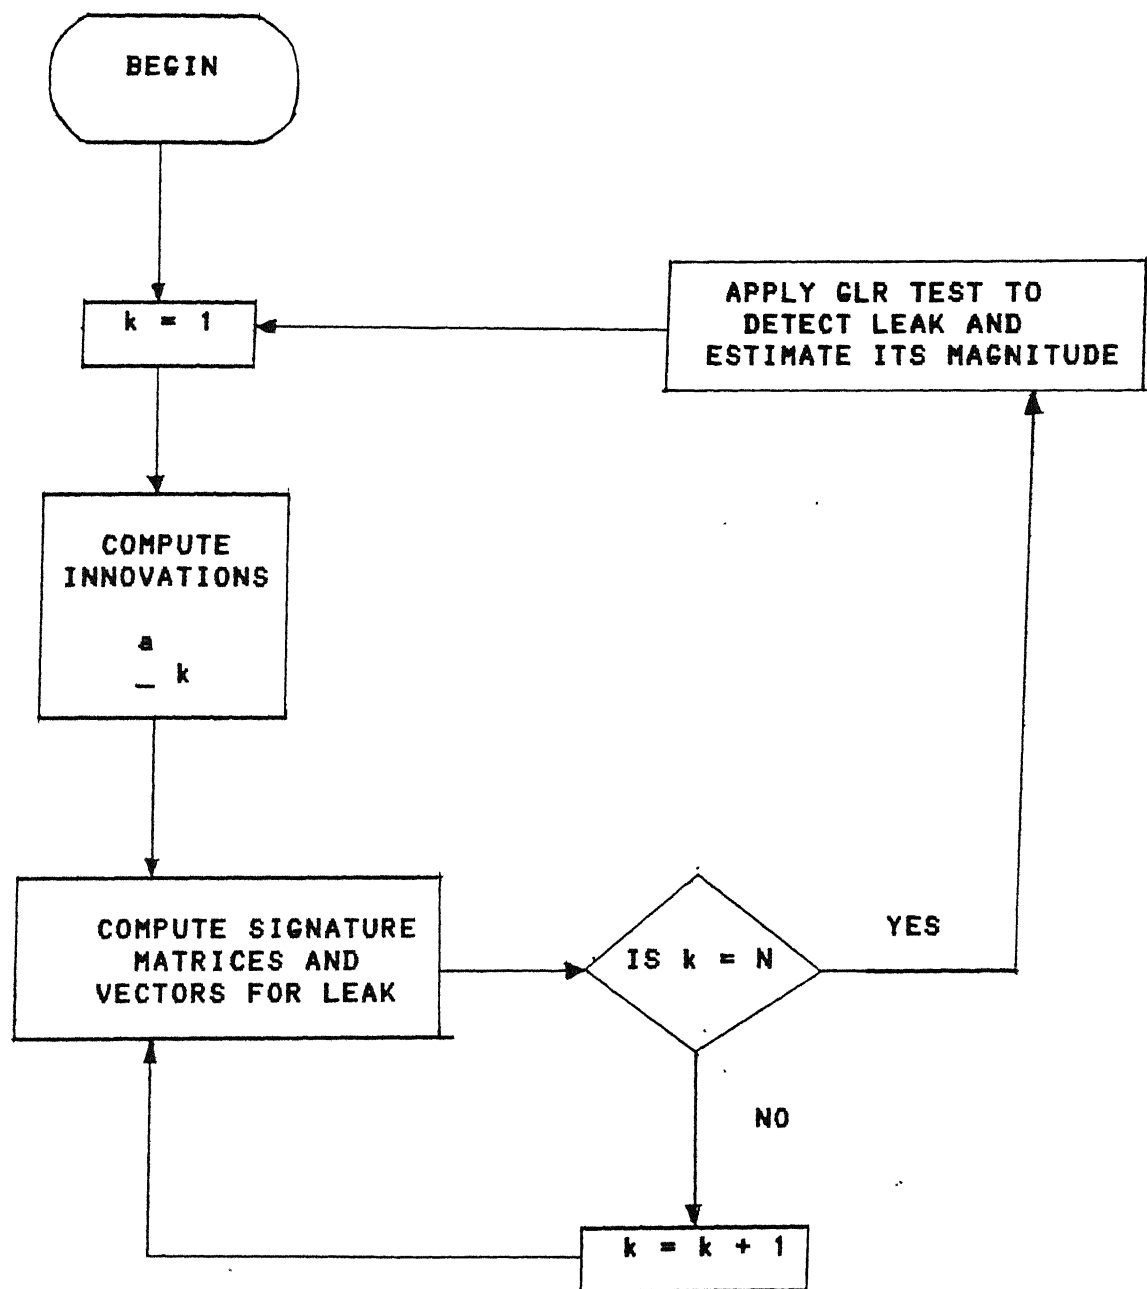 BEGIN
k = 1
APPLY GLR TEST TO
DETECT LEAK AND
ESTIMATE ITS MAGNITUDE
COMPUTE
INNOVATIONS
a
_ k
COMPUTE SIGNATURE
MATRICES AND
VECTORS FOR LEAK
IS k = N
YES
NO
k = k + 1